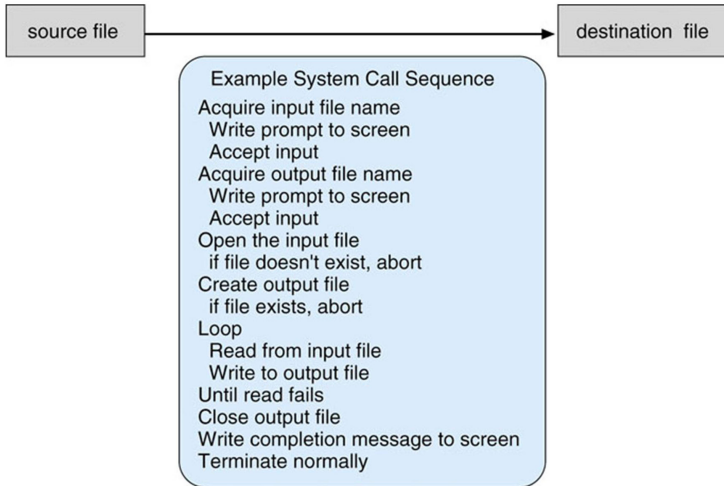 source file
destination file
Example System Call Sequence
Acquire input file name
Write prompt to screen
Accept input
Acquire output file name
Write prompt to screen
Accept input
Open the input file
if file doesn't exist, abort
Create output file
if file exists, abort
Loop
Read from input file
Write to output file
Until read fails
Close output file
Write completion message to screen
Terminate normally